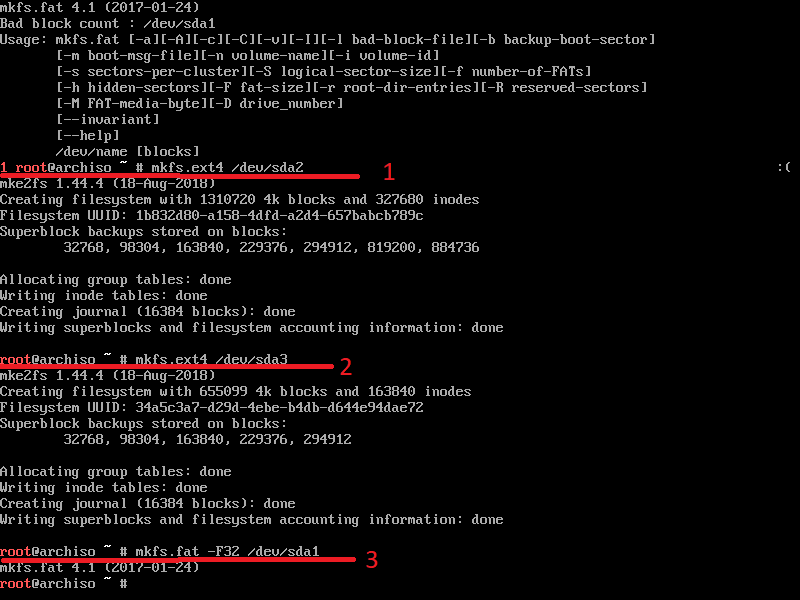 mkfs.fat 4.1 (2017-01-24)
Bad block count : /dev/sda1
Usage: mkfs.fat [-a][-A][-c][-C][-v][-I][-l bad-block-file][-b backup-boot-sector]
[-m boot-msg-file][-n volume-name][-i volume-id]
[-s sectors-per-cluster][-S logical-sector-size][-f number-of-FATs]
[-h hidden-sectors][-F fat-size][-r root-dir-entries][-R reserved-sectors]
[-M FAT-media-byte][-D drive_number]
[--invariant]
[--help]
/dev/name [blocks]
1 root@archiso ~ # mkfs.ext4 /dev/sda2 1 :(
mke2fs 1.44.4 (18-Aug-2018)
Creating filesystem with 1310720 4k blocks and 327680 inodes
Filesystem UUID: 1b832d80-a158-4dfd-a2d4-657babcb789c
Superblock backups stored on blocks:
32768, 98304, 163840, 229376, 294912, 819200, 884736
Allocating group tables: done
Writing inode tables: done
Creating journal (16384 blocks): done
Writing superblocks and filesystem accounting information: done
root@archiso ~ # mkfs.ext4 /dev/sda3 2
mke2fs 1.44.4 (18-Aug-2018)
Creating filesystem with 655099 4k blocks and 163840 inodes
Filesystem UUID: 34a5c3a7-d29d-4ebe-b4db-d644e94dae72
Superblock backups stored on blocks:
32768, 98304, 163840, 229376, 294912
Allocating group tables: done
Writing inode tables: done
Creating journal (16384 blocks): done
Writing superblocks and filesystem accounting information: done
root@archiso ~ # mkfs.fat -F32 /dev/sda1 3
mkfs.fat 4.1 (2017-01-24)
root@archiso ~ #